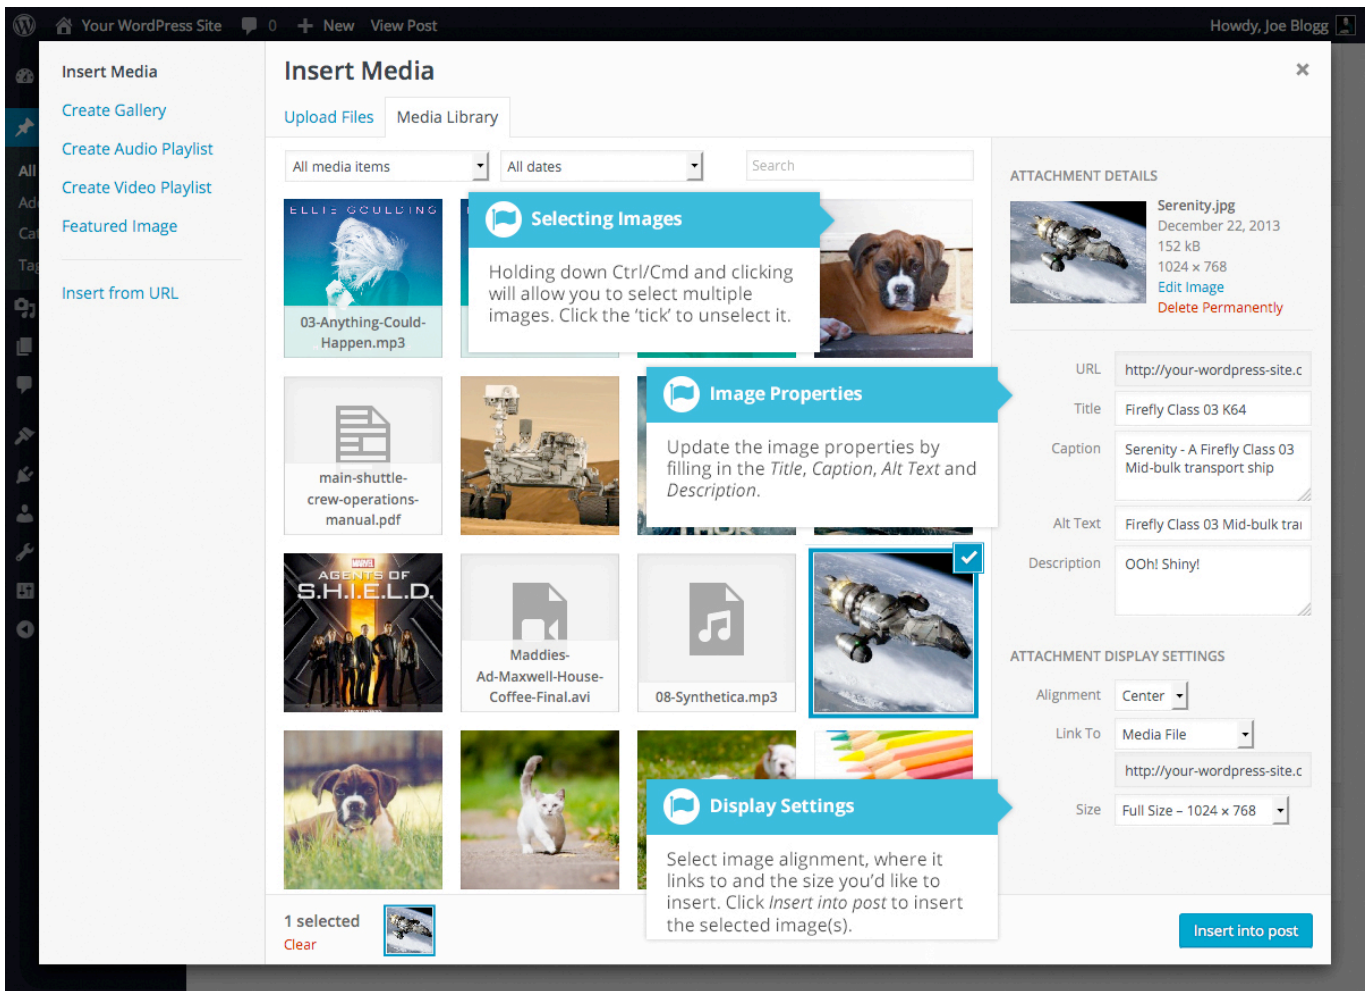 Your WordPress Site 0 + New View Post Howdy, Joe Blogg
Insert Media
Create Gallery
Create Audio Playlist
Create Video Playlist
Featured Image
Insert from URL
All
Insert Media
Upload Files Media Library
All media items All dates Search
ELLIE GOULDING
03-Anything-Could-
Happen.mp3
Selecting Images
Holding down Ctrl/Cmd and clicking
will allow you to select multiple
images. Click the ‘tick’ to unselect it.
main-shuttle-
crew-operations-
manual.pdf
Image Properties
Update the image properties by
filling in the Title, Caption, Alt Text and
Description.
THOR
MARVEL
AGENTS OF
S.H.I.E.L.D.
Maddies-
Ad-Maxwell-House-
Coffee-Final.avi
08-Synthetica.mp3
Display Settings
Select image alignment, where it
links to and the size you’d like to
insert. Click Insert into post to insert
the selected image(s).
1 selected
Clear
ATTACHMENT DETAILS
Serenity.jpg
December 22, 2013
152 kB
1024 × 768
Edit Image
Delete Permanently
URL http://your-wordpress-site.c
Title Firefly Class 03 K64
Caption Serenity - A Firefly Class 03
Mid-bulk transport ship
Alt Text Firefly Class 03 Mid-bulk tra
Description OOh! Shiny!
ATTACHMENT DISPLAY SETTINGS
Alignment Center
Link To Media File
http://your-wordpress-site.c
Size Full Size – 1024 × 768
Insert into post